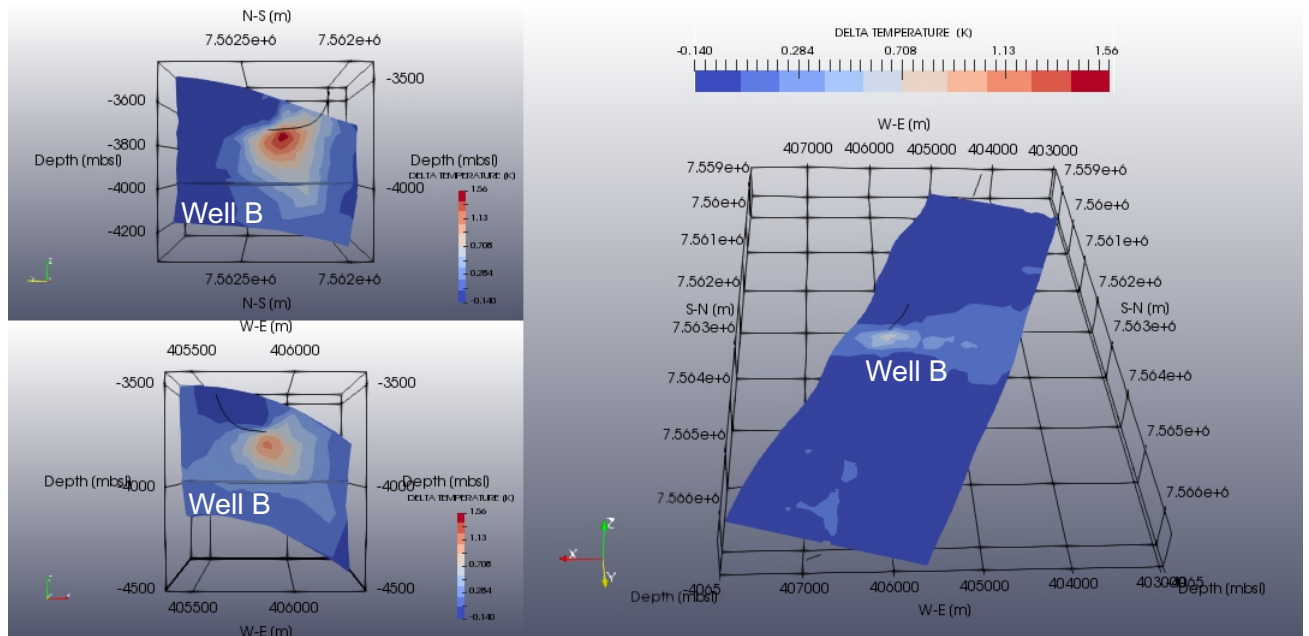 N-S (m)
7.5625e+6 7.562e+6
-3500
-3600
-3800
Depth (mbsl)
Depth (mbsl)
-4000
-4000
DELTA TEMPERATURE (K)
1.56
1.13
0.708
0.284
-0.140
Well B
-4200
7.5625e+6 7.562e+6
N-S (m)
Z
W-E (m)
405500 406000
-3500
-3500
Depth (mbsl)
-4000
Depth (mbsl)
-4000
DELTA TEMPERATURE (K)
1.56
1.13
0.708
0.284
-0.140
Well B
-4500
-4500
405500 406000
W-E (m)
DELTA TEMPERATURE (K)
-0.140 0.284 0.708 1.13 1.56
W-E (m)
407000 406000 405000 404000 403000
7.559e+6
7.559e+6
7.56e+6
7.56e+6
7.561e+6
7.561e+6
7.562e+6
7.562e+6
S-N (m)
S-N (m)
7.563e+6
7.563e+6
Well B
7.564e+6
7.564e+6
7.565e+6
7.565e+6
7.566e+6
7.566e+6
Z
X
Y
-4065
407000 406000 405000 404000 403000
4065
Depth (mbsl)
Depth (mbsl)
W-E (m)